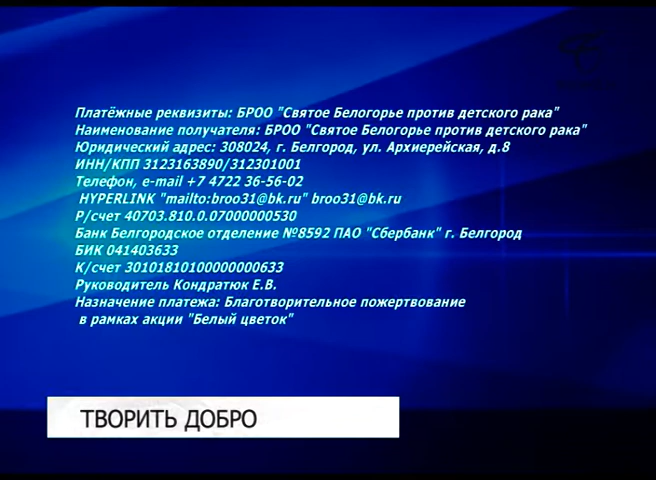 Платёжные реквизиты: БРОО "Святое Белогорье против детского рака"
Наименование получателя: БРОО "Святое Белогорье против детского рака"
Юридический адрес: 308024, г. Белгород, ул. Архиерейская, д.8
ИНН/КПП 3123163890/312301001
Телефон, e-mail +7 4722 36-56-02
HYPERLINK "mailto:broo31@bk.ru" broo31@bk.ru
Р/счет 40703.810.0.07000000530
Банк Белгородское отделение №8592 ПАО "Сбербанк" г. Белгород
БИК 041403633
К/счет 30101810100000000633
Руководитель Кондратюк Е.В.
Назначение платежа: Благотворительное пожертвование
в рамках акции "Белый цветок"
ТВОРИТЬ ДОБРО